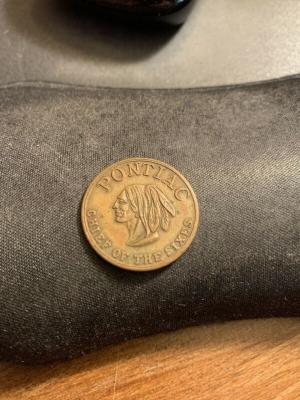 PONTIAC
CHIEF OF THE SIXES